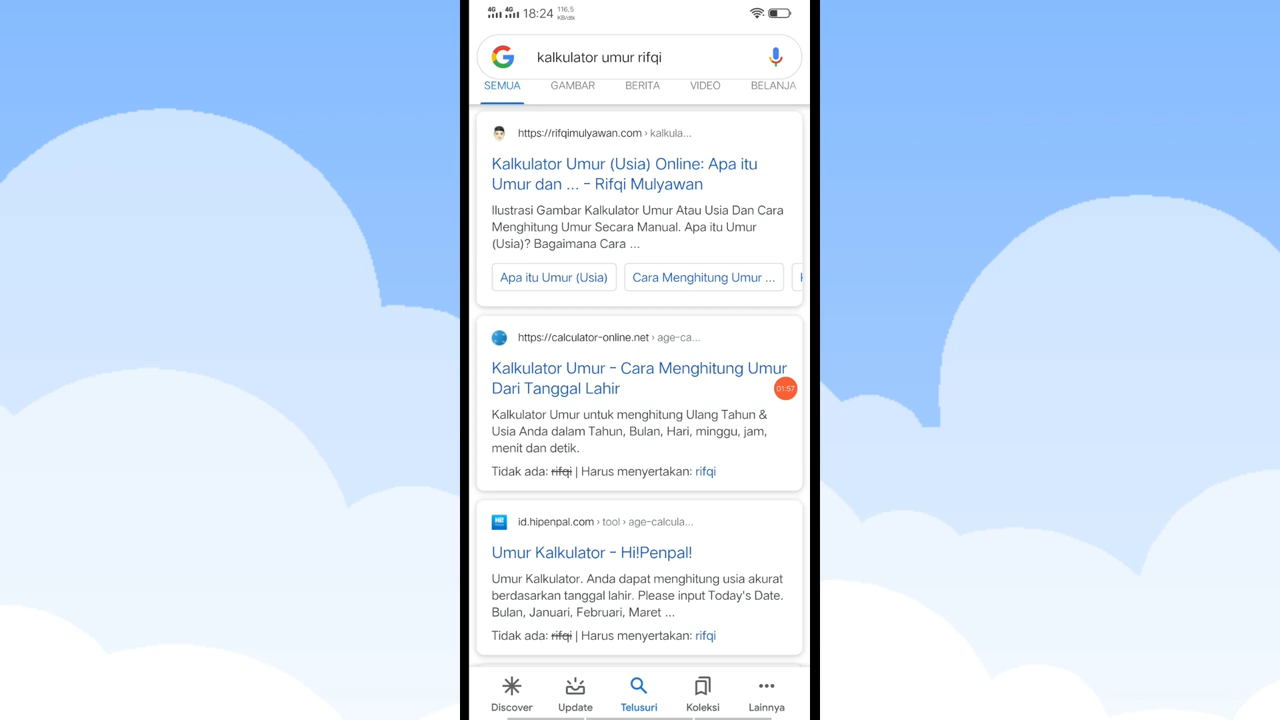 4G 4G 18:24 116,5 KB/dtk
kalkulator umur rifqi
SEMUA GAMBAR BERITA VIDEO BELANJA
https://rifqimulyawan.com › kalkula...
Kalkulator Umur (Usia) Online: Apa itu
Umur dan ... - Rifqi Mulyawan
Ilustrasi Gambar Kalkulator Umur Atau Usia Dan Cara
Menghitung Umur Secara Manual. Apa itu Umur
(Usia)? Bagaimana Cara ...
Apa itu Umur (Usia) Cara Menghitung Umur ...
https://calculator-online.net › age-ca...
Kalkulator Umur - Cara Menghitung Umur
Dari Tanggal Lahir
01:57
Kalkulator Umur untuk menghitung Ulang Tahun &
Usia Anda dalam Tahun, Bulan, Hari, minggu, jam,
menit dan detik.
Tidak ada: rifqi | Harus menyertakan: rifqi
Hi!
id.hipenpal.com › tool › age-calcula...
Umur Kalkulator - Hi!Penpal!
Umur Kalkulator. Anda dapat menghitung usia akurat
berdasarkan tanggal lahir. Please input Today's Date.
Bulan, Januari, Februari, Maret ...
Tidak ada: rifqi | Harus menyertakan: rifqi
Discover Update Telusuri Koleksi Lainnya